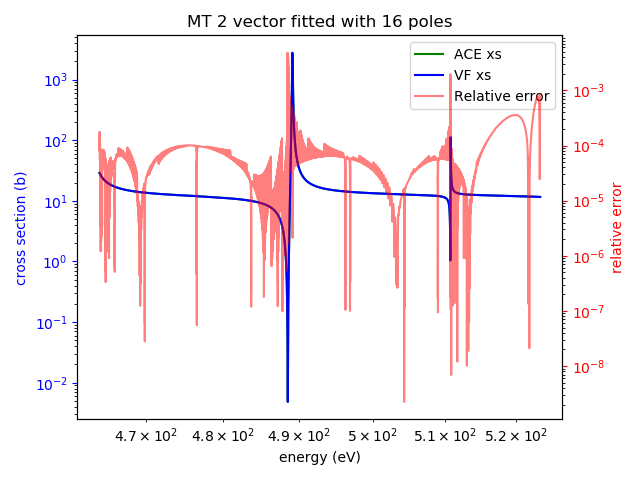 MT 2 vector fitted with 16 poles
ACE xs
VF xs
Relative error
cross section (b)
10³
10²
10¹
10⁰
10⁻¹
10⁻²
relative error
10⁻³
10⁻⁴
10⁻⁵
10⁻⁶
10⁻⁷
10⁻⁸
4.7 × 10² 4.8 × 10² 4.9 × 10² 5 × 10² 5.1 × 10² 5.2 × 10²
energy (eV)